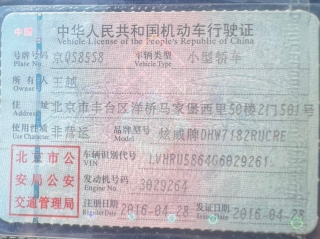 中华人民共和国机动车行驶证
Vehicle License of the People's Republic of China
号牌号码 京QS8558 车辆类型 小型轿车
Plate No. Vehicle Type
所有人 王越
Owner
住址 北京市丰台区洋桥马家堡西里50楼2门501号
Address
使用性质 非营运 品牌型号 炫威牌DHW7182RUCRE
Use Character Model
北京市公安局公安交通管理局
车辆识别代号 LVHRU5864G6029261
VIN
发动机号码 3029264
Engine No.
注册日期 2016-04-28 发证日期 2016-04-28
Register Date Issue Date